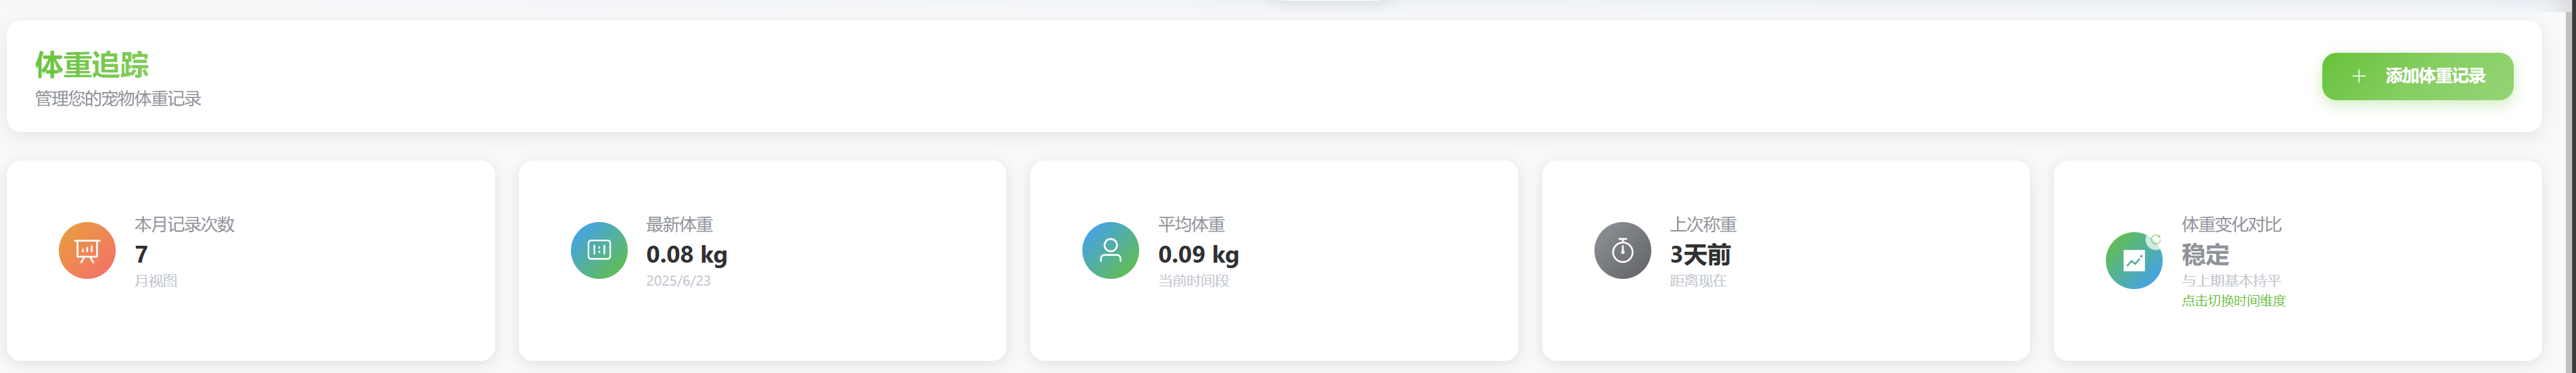 体重追踪
管理您的宠物体重记录
添加体重记录
本月记录次数
7
月视图
最新体重
0.08 kg
2025/6/23
平均体重
0.09 kg
当前时间段
上次称重
3天前
距离现在
体重变化对比
稳定
与上期基本持平
点击切换时间维度